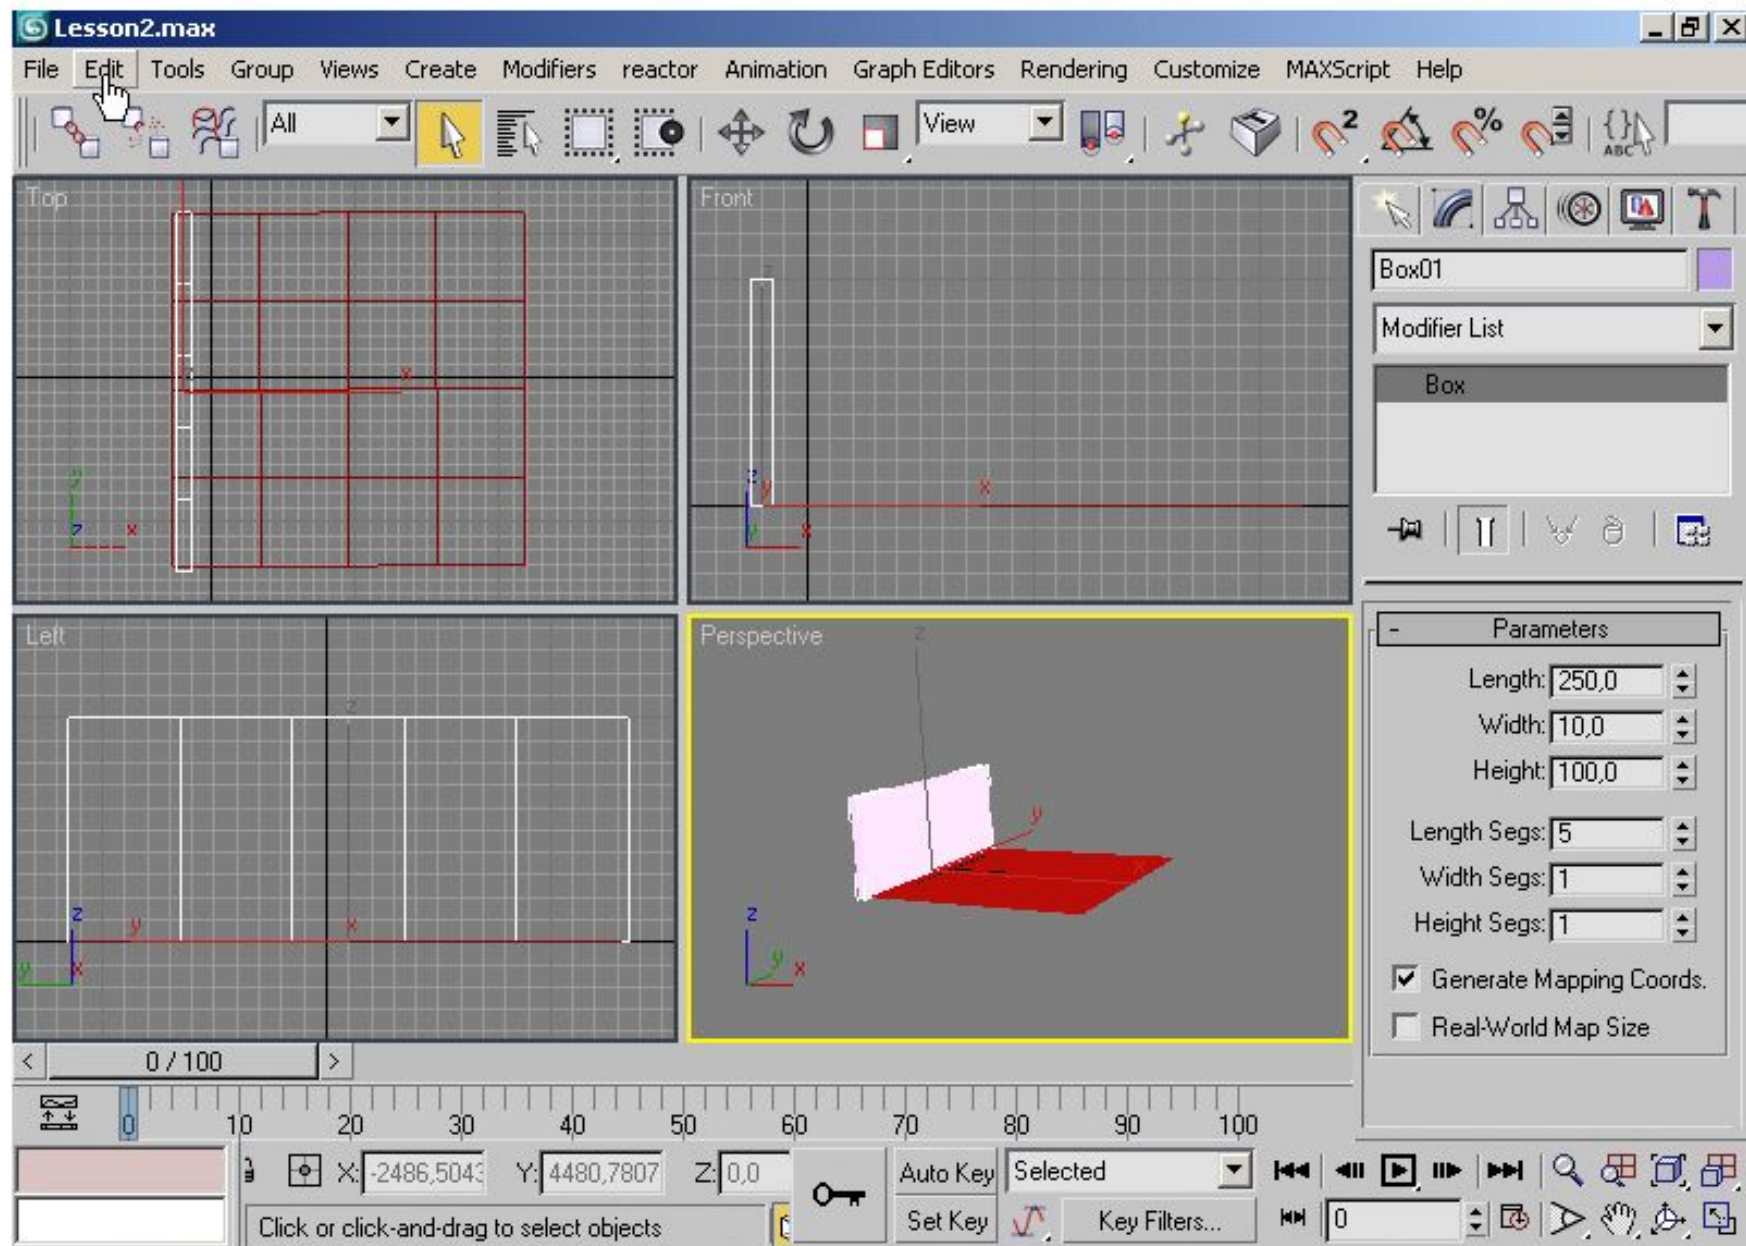 Lesson2.max
File Edit Tools Group Views Create Modifiers reactor Animation Graph Editors Rendering Customize MAXScript Help
All View 2 % {} ABC
Top
x
y
z x
Front
z
z y x
y x
Left
z
z y x
y x
Perspective
z
y
x
z
y x
Box01
Modifier List
Box
- Parameters
Length: 250,0
Width: 10,0
Height: 100,0
Length Segs: 5
Width Segs: 1
Height Segs: 1
Generate Mapping Coords.
Real-World Map Size
< 0 / 100 >
0 10 20 30 40 50 60 70 80 90 100
X: -2486,504 Y: 4480,7807 Z: 0,0
Auto Key Selected
Click or click-and-drag to select objects
Set Key Key Filters... 0